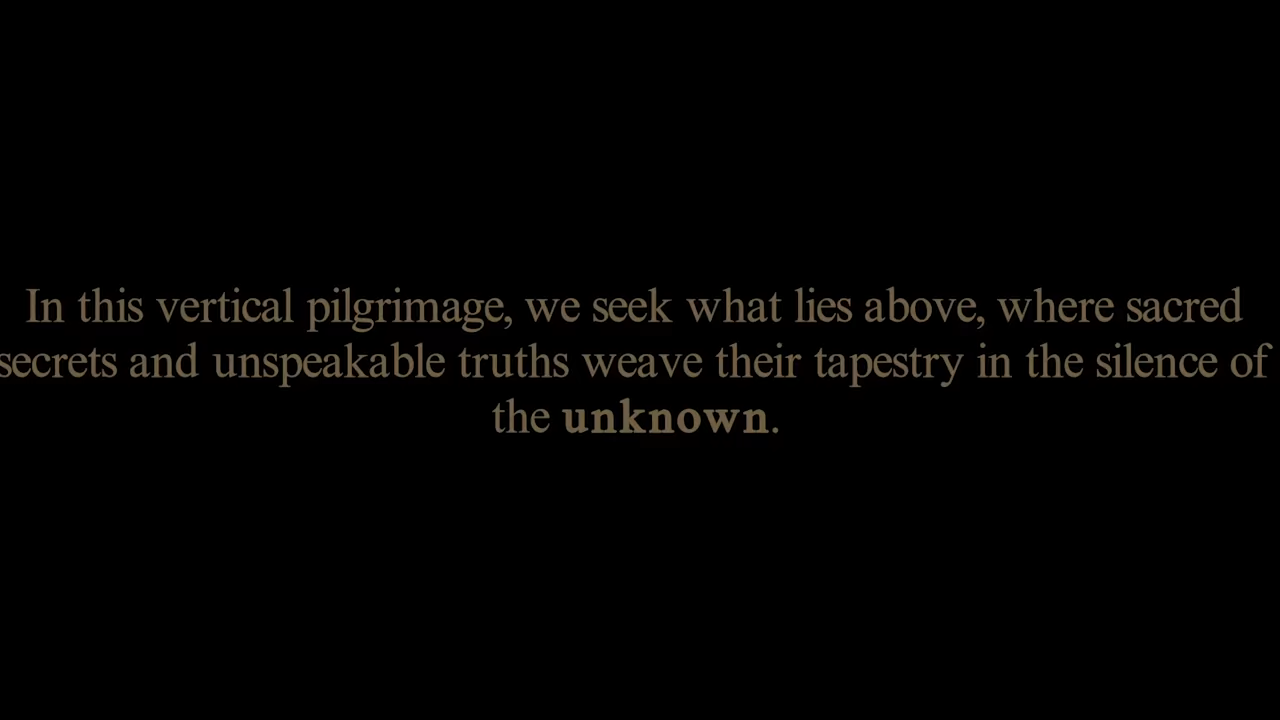 In this vertical pilgrimage, we seek what lies above, where sacred
secrets and unspeakable truths weave their tapestry in the silence of
the unknown.